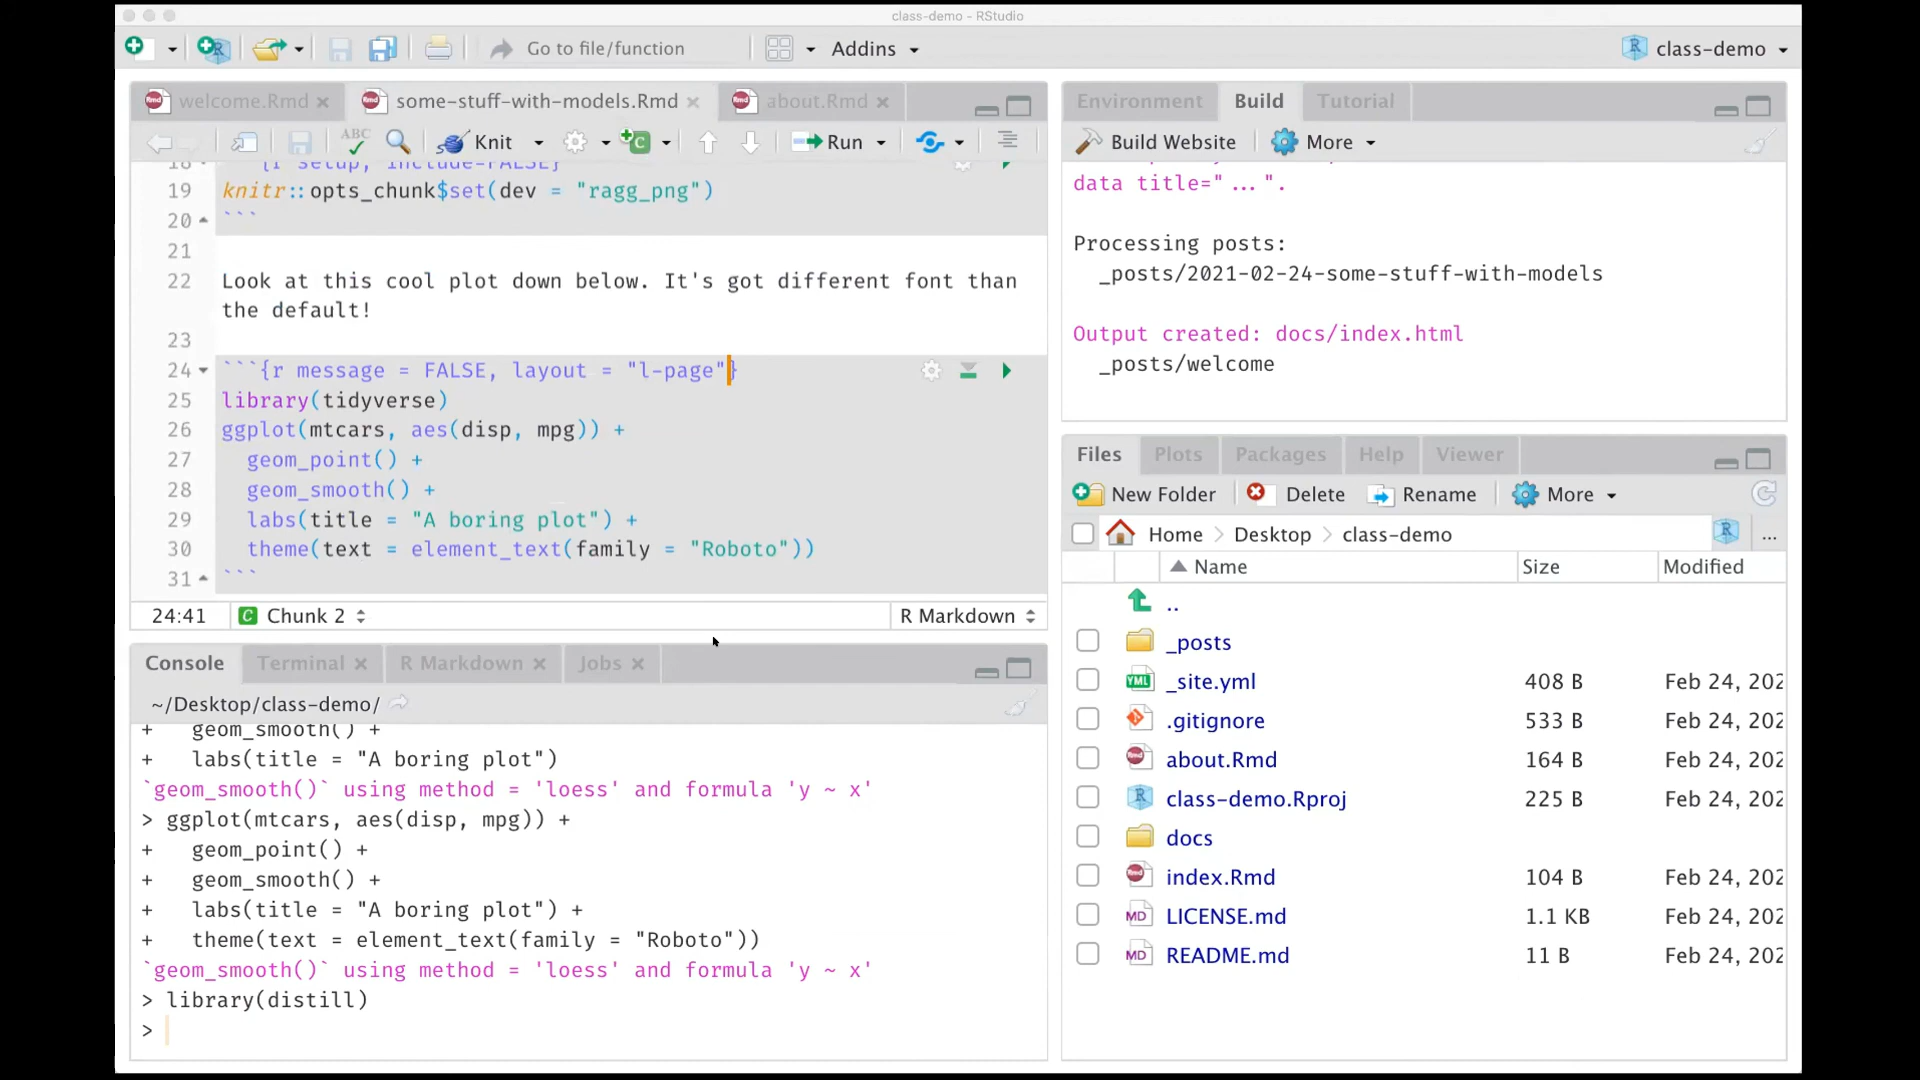 class-demo - RStudio
Go to file/function
Addins
class-demo
welcome.Rmd
some-stuff-with-models.Rmd
about.Rmd
ABC
Knit
Run
18 ```{r setup, include=FALSE}
19 knitr::opts_chunk$set(dev = "ragg_png")
20 ```
21
22 Look at this cool plot down below. It's got different font than
the default!
23
24 ```{r message = FALSE, layout = "l-page"}
25 library(tidyverse)
26 ggplot(mtcars, aes(disp, mpg)) +
27 geom_point() +
28 geom_smooth() +
29 labs(title = "A boring plot") +
30 theme(text = element_text(family = "Roboto"))
31 ```
24:41
C Chunk 2
R Markdown
Console
Terminal
R Markdown
Jobs
~/Desktop/class-demo/
+ geom_smooth() +
+ labs(title = "A boring plot")
`geom_smooth()` using method = 'loess' and formula 'y ~ x'
> ggplot(mtcars, aes(disp, mpg)) +
+ geom_point() +
+ geom_smooth() +
+ labs(title = "A boring plot") +
+ theme(text = element_text(family = "Roboto"))
`geom_smooth()` using method = 'loess' and formula 'y ~ x'
> library(distill)
>
Environment
Build
Tutorial
Build Website
More
data title="...".
Processing posts:
_posts/2021-02-24-some-stuff-with-models
Output created: docs/index.html
_posts/welcome
Files
Plots
Packages
Help
Viewer
New Folder
Delete
Rename
More
Home
Desktop
class-demo
...
Name
Size
Modified
..
_posts
YML _site.yml 408 B Feb 24, 202
.gitignore 533 B Feb 24, 202
Rmd about.Rmd 164 B Feb 24, 202
R class-demo.Rproj 225 B Feb 24, 202
docs
Rmd index.Rmd 104 B Feb 24, 202
MD LICENSE.md 1.1 KB Feb 24, 202
MD README.md 11 B Feb 24, 202